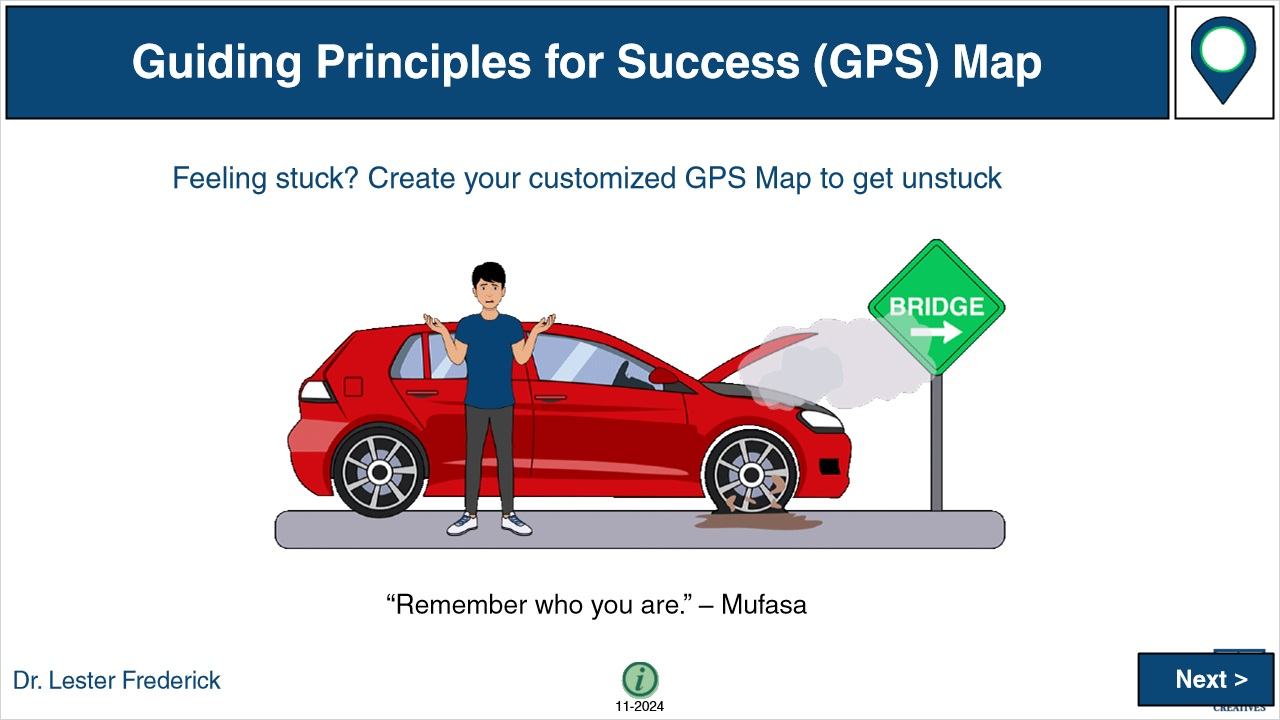 Guiding Principles for Success (GPS) Map
Feeling stuck? Create your customized GPS Map to get unstuck
BRIDGE
“Remember who you are.” – Mufasa
Dr. Lester Frederick
i
11-2024
Next >
CREATIVES